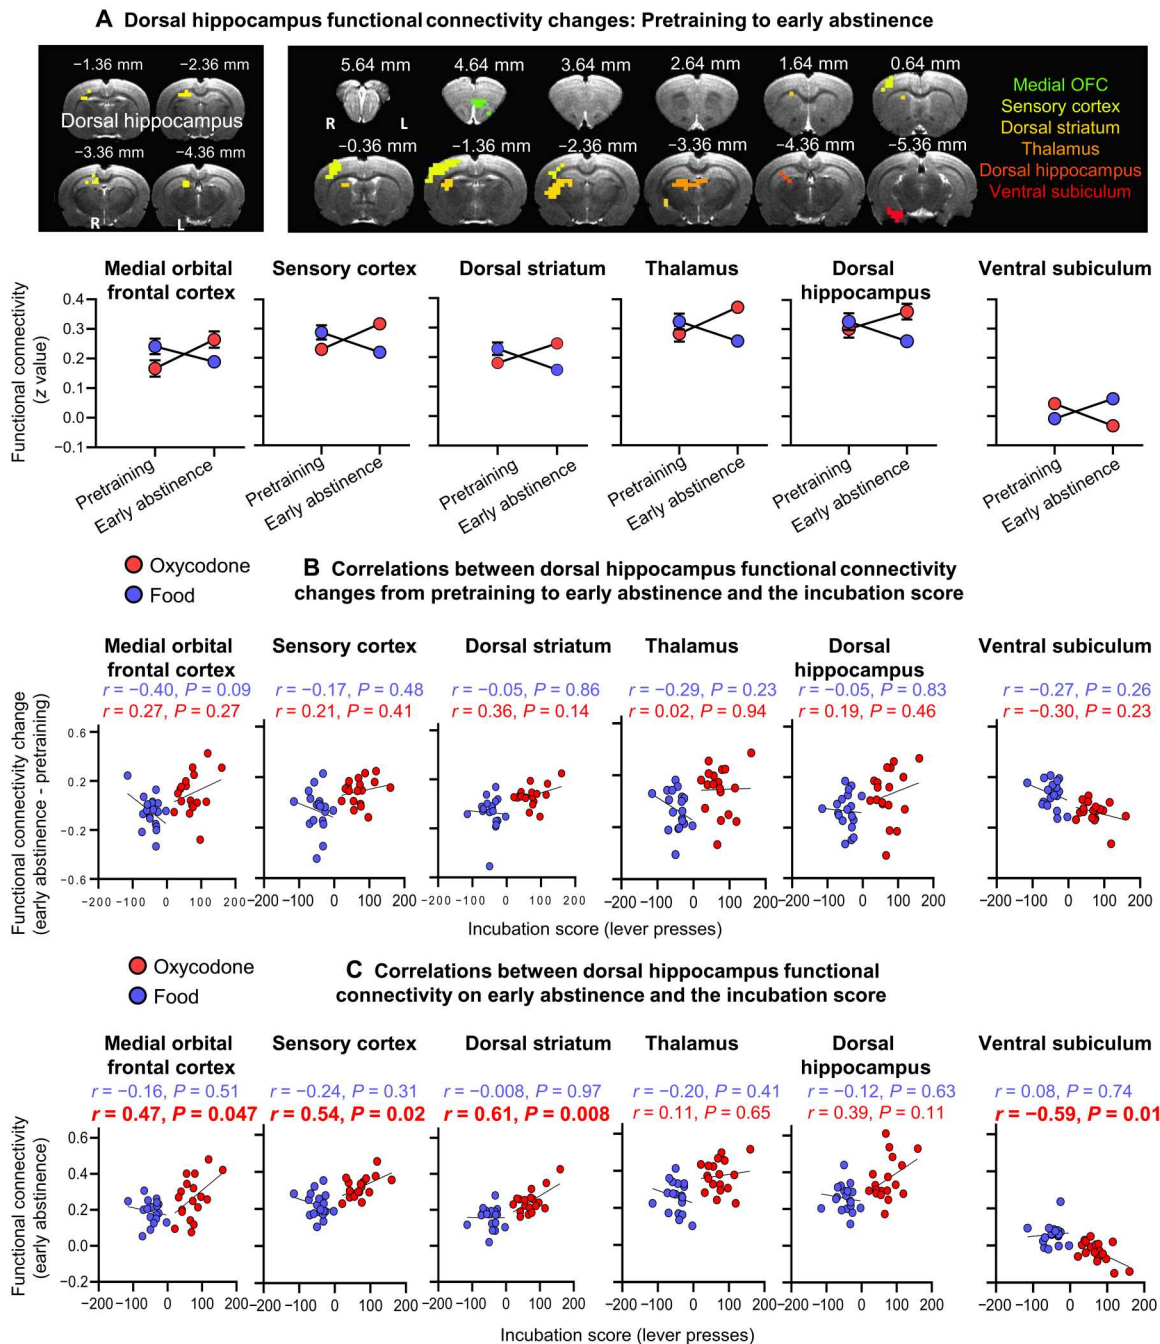 A Dorsal hippocampus functional connectivity changes: Pretraining to early abstinence
−1.36 mm −2.36 mm
Dorsal hippocampus
−3.36 mm −4.36 mm
R L
5.64 mm 4.64 mm 3.64 mm 2.64 mm 1.64 mm 0.64 mm
R L
−0.36 mm −1.36 mm −2.36 mm −3.36 mm −4.36 mm −5.36 mm
Medial OFC
Sensory cortex
Dorsal striatum
Thalamus
Dorsal hippocampus
Ventral subiculum
Medial orbital frontal cortex Sensory cortex Dorsal striatum Thalamus Dorsal hippocampus Ventral subiculum
Functional connectivity
(z value)
0.4
0.3
0.2
0.1
0.0
−0.1
Pretraining Early abstinence Pretraining Early abstinence Pretraining Early abstinence Pretraining Early abstinence Pretraining Early abstinence Pretraining Early abstinence
Oxycodone
Food
B Correlations between dorsal hippocampus functional connectivity
changes from pretraining to early abstinence and the incubation score
Medial orbital frontal cortex Sensory cortex Dorsal striatum Thalamus Dorsal hippocampus Ventral subiculum
r = −0.40, P = 0.09 r = −0.17, P = 0.48 r = −0.05, P = 0.86 r = −0.29, P = 0.23 r = −0.05, P = 0.83 r = −0.27, P = 0.26
r = 0.27, P = 0.27 r = 0.21, P = 0.41 r = 0.36, P = 0.14 r = 0.02, P = 0.94 r = 0.19, P = 0.46 r = −0.30, P = 0.23
Functional connectivity change
(early abstinence - pretraining)
0.6
0.2
−0.2
−0.6
−200 −100 0 100 200 −200 −100 0 100 200 −200 −100 0 100 200 −200 −100 0 100 200 −200 −100 0 100 200 −200 −100 0 100 200
Incubation score (lever presses)
Oxycodone
Food
C Correlations between dorsal hippocampus functional
connectivity on early abstinence and the incubation score
Medial orbital frontal cortex Sensory cortex Dorsal striatum Thalamus Dorsal hippocampus Ventral subiculum
r = −0.16, P = 0.51 r = −0.24, P = 0.31 r = −0.008, P = 0.97 r = −0.20, P = 0.41 r = −0.12, P = 0.63 r = 0.08, P = 0.74
r = 0.47, P = 0.047 r = 0.54, P = 0.02 r = 0.61, P = 0.008 r = 0.11, P = 0.65 r = 0.39, P = 0.11 r = −0.59, P = 0.01
Functional connectivity
(early abstinence)
0.6
0.4
0.2
0.0
−0.2
−200 −100 0 100 200 −200 −100 0 100 200 −200 −100 0 100 200 −200 −100 0 100 200 −200 −100 0 100 200 −200 −100 0 100 200
Incubation score (lever presses)